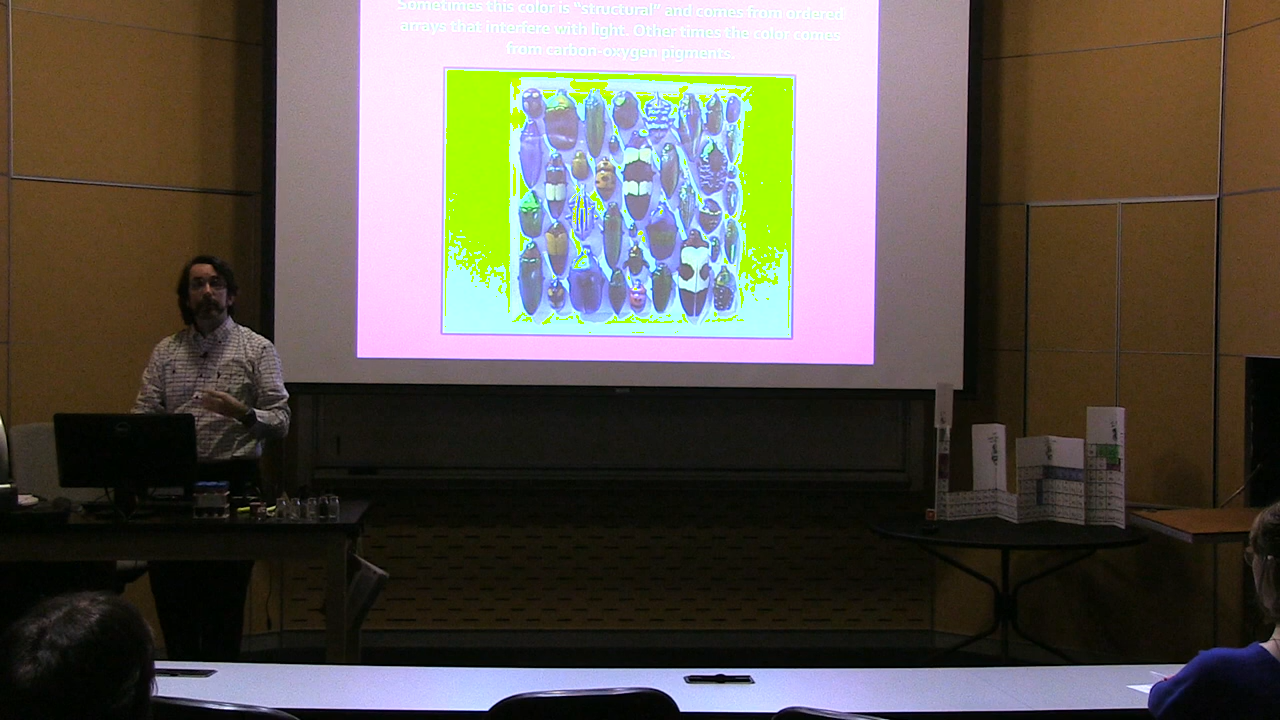 Sometimes this color is “structural” and comes from ordered
arrays that interfere with light. Other times the color comes
from carbon-oxygen pigments.